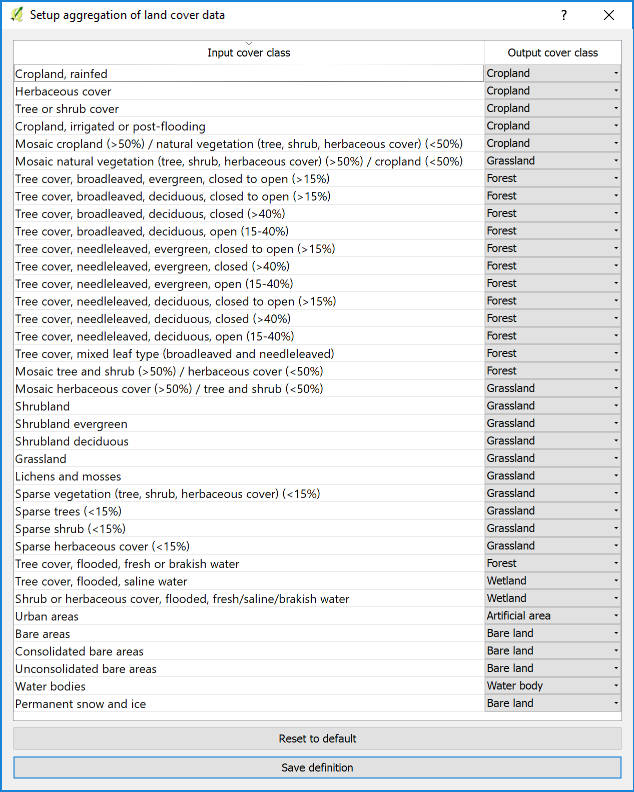 Setup aggregation of land cover data
?
Input cover class Output cover class
Cropland, rainfed Cropland
Herbaceous cover Cropland
Tree or shrub cover Cropland
Cropland, irrigated or post-flooding Cropland
Mosaic cropland (>50%) / natural vegetation (tree, shrub, herbaceous cover) (<50%) Cropland
Mosaic natural vegetation (tree, shrub, herbaceous cover) (>50%) / cropland (<50%) Grassland
Tree cover, broadleaved, evergreen, closed to open (>15%) Forest
Tree cover, broadleaved, deciduous, closed to open (>15%) Forest
Tree cover, broadleaved, deciduous, closed (>40%) Forest
Tree cover, broadleaved, deciduous, open (15-40%) Forest
Tree cover, needleleaved, evergreen, closed to open (>15%) Forest
Tree cover, needleleaved, evergreen, closed (>40%) Forest
Tree cover, needleleaved, evergreen, open (15-40%) Forest
Tree cover, needleleaved, deciduous, closed to open (>15%) Forest
Tree cover, needleleaved, deciduous, closed (>40%) Forest
Tree cover, needleleaved, deciduous, open (15-40%) Forest
Tree cover, mixed leaf type (broadleaved and needleleaved) Forest
Mosaic tree and shrub (>50%) / herbaceous cover (<50%) Forest
Mosaic herbaceous cover (>50%) / tree and shrub (<50%) Grassland
Shrubland Grassland
Shrubland evergreen Grassland
Shrubland deciduous Grassland
Grassland Grassland
Lichens and mosses Grassland
Sparse vegetation (tree, shrub, herbaceous cover) (<15%) Grassland
Sparse trees (<15%) Grassland
Sparse shrub (<15%) Grassland
Sparse herbaceous cover (<15%) Grassland
Tree cover, flooded, fresh or brakish water Forest
Tree cover, flooded, saline water Wetland
Shrub or herbaceous cover, flooded, fresh/saline/brakish water Wetland
Urban areas Artificial area
Bare areas Bare land
Consolidated bare areas Bare land
Unconsolidated bare areas Bare land
Water bodies Water body
Permanent snow and ice Bare land
Reset to default
Save definition